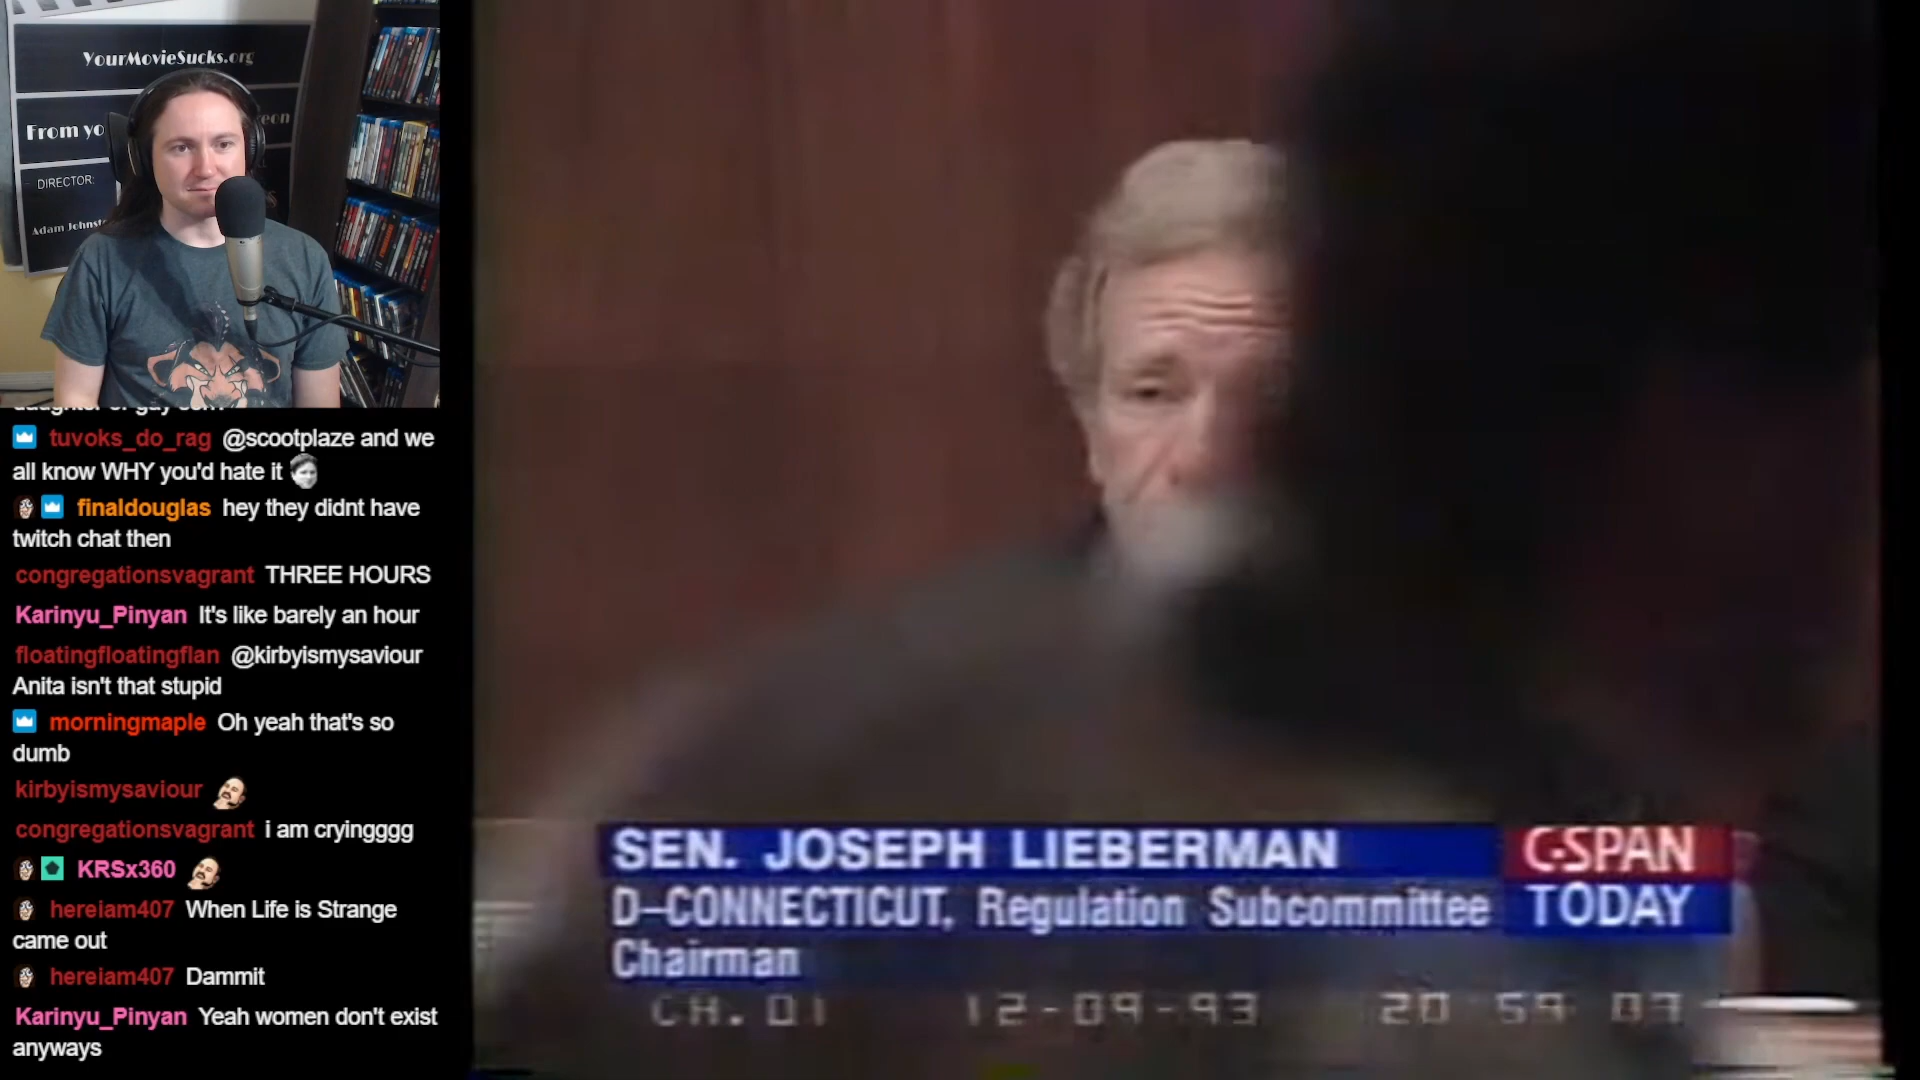 YourMovieSucks.org
From yo
eon
DIRECTOR:
Adam Johnst
tuvoks_do_rag @scootplaze and we
all know WHY you'd hate it
finaldouglas hey they didnt have
twitch chat then
congregationsvagrant THREE HOURS
Karinyu_Pinyan It's like barely an hour
floatingfloatingflan @kirbyismysaviour
Anita isn't that stupid
morningmaple Oh yeah that's so
dumb
kirbyismysaviour
congregationsvagrant i am cryingggg
KRSx360
hereiam407 When Life is Strange
came out
hereiam407 Dammit
Karinyu_Pinyan Yeah women don't exist
anyways
SEN. JOSEPH LIEBERMAN
D-CONNECTICUT, Regulation Subcommittee
Chairman
C-SPAN
TODAY
CH. 01 12-09-93 20 59 07